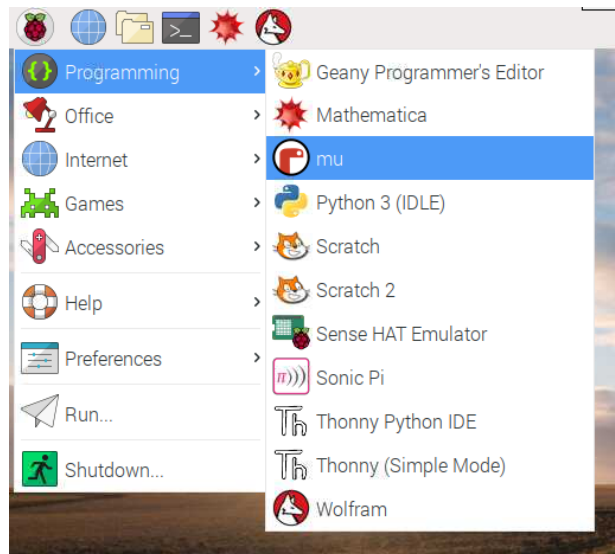 Programming
Office
Internet
Games
Accessories
Help
Preferences
Run...
Shutdown...
Geany Programmer's Editor
Mathematica
mu
Python 3 (IDLE)
Scratch
Scratch 2
Sense HAT Emulator
Sonic Pi
Thonny Python IDE
Thonny (Simple Mode)
Wolfram